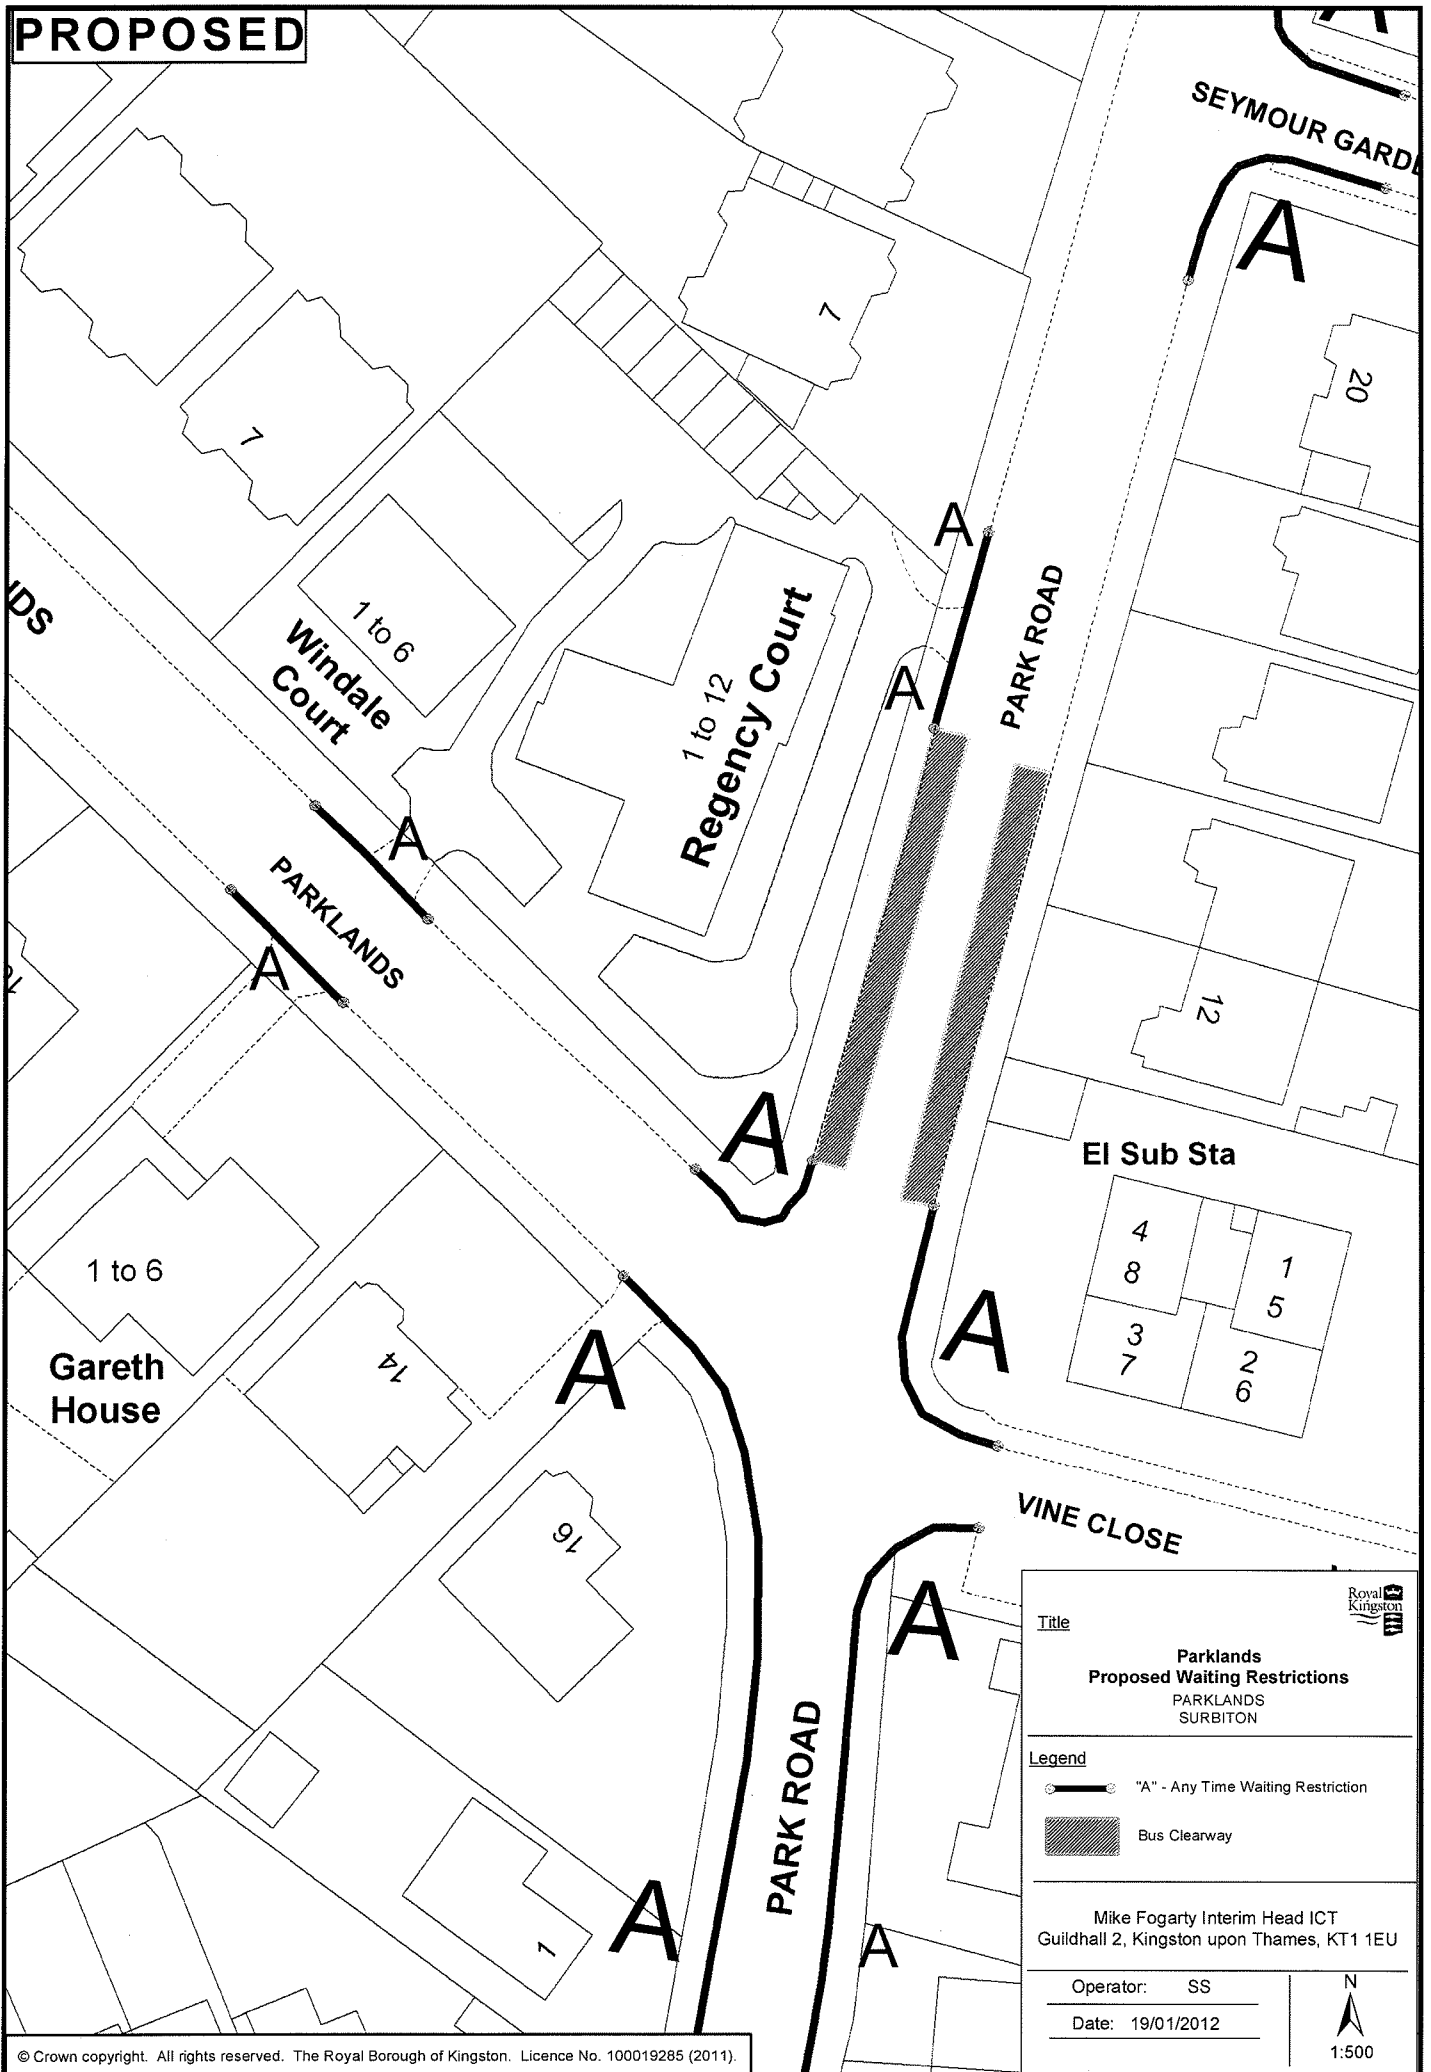 PROPOSED
A
SEYMOUR GARDE
A
7
20
7
A
PARK ROAD
1 to 6
Windale
Court
1 to 12
Regency Court
A
A
PARKLANDS
A
12
A
El Sub Sta
4
8
1
5
3
7
2
6
A
1 to 6
Gareth
House
14
A
16
VINE CLOSE
A
PARK ROAD
A
1
A
Title
Royal
Kingston
Parklands
Proposed Waiting Restrictions
PARKLANDS
SURBITON
Legend
"A" - Any Time Waiting Restriction
Bus Clearway
Mike Fogarty Interim Head ICT
Guildhall 2, Kingston upon Thames, KT1 1EU
Operator: SS
Date: 19/01/2012
N
1:500
© Crown copyright. All rights reserved. The Royal Borough of Kingston. Licence No. 100019285 (2011).